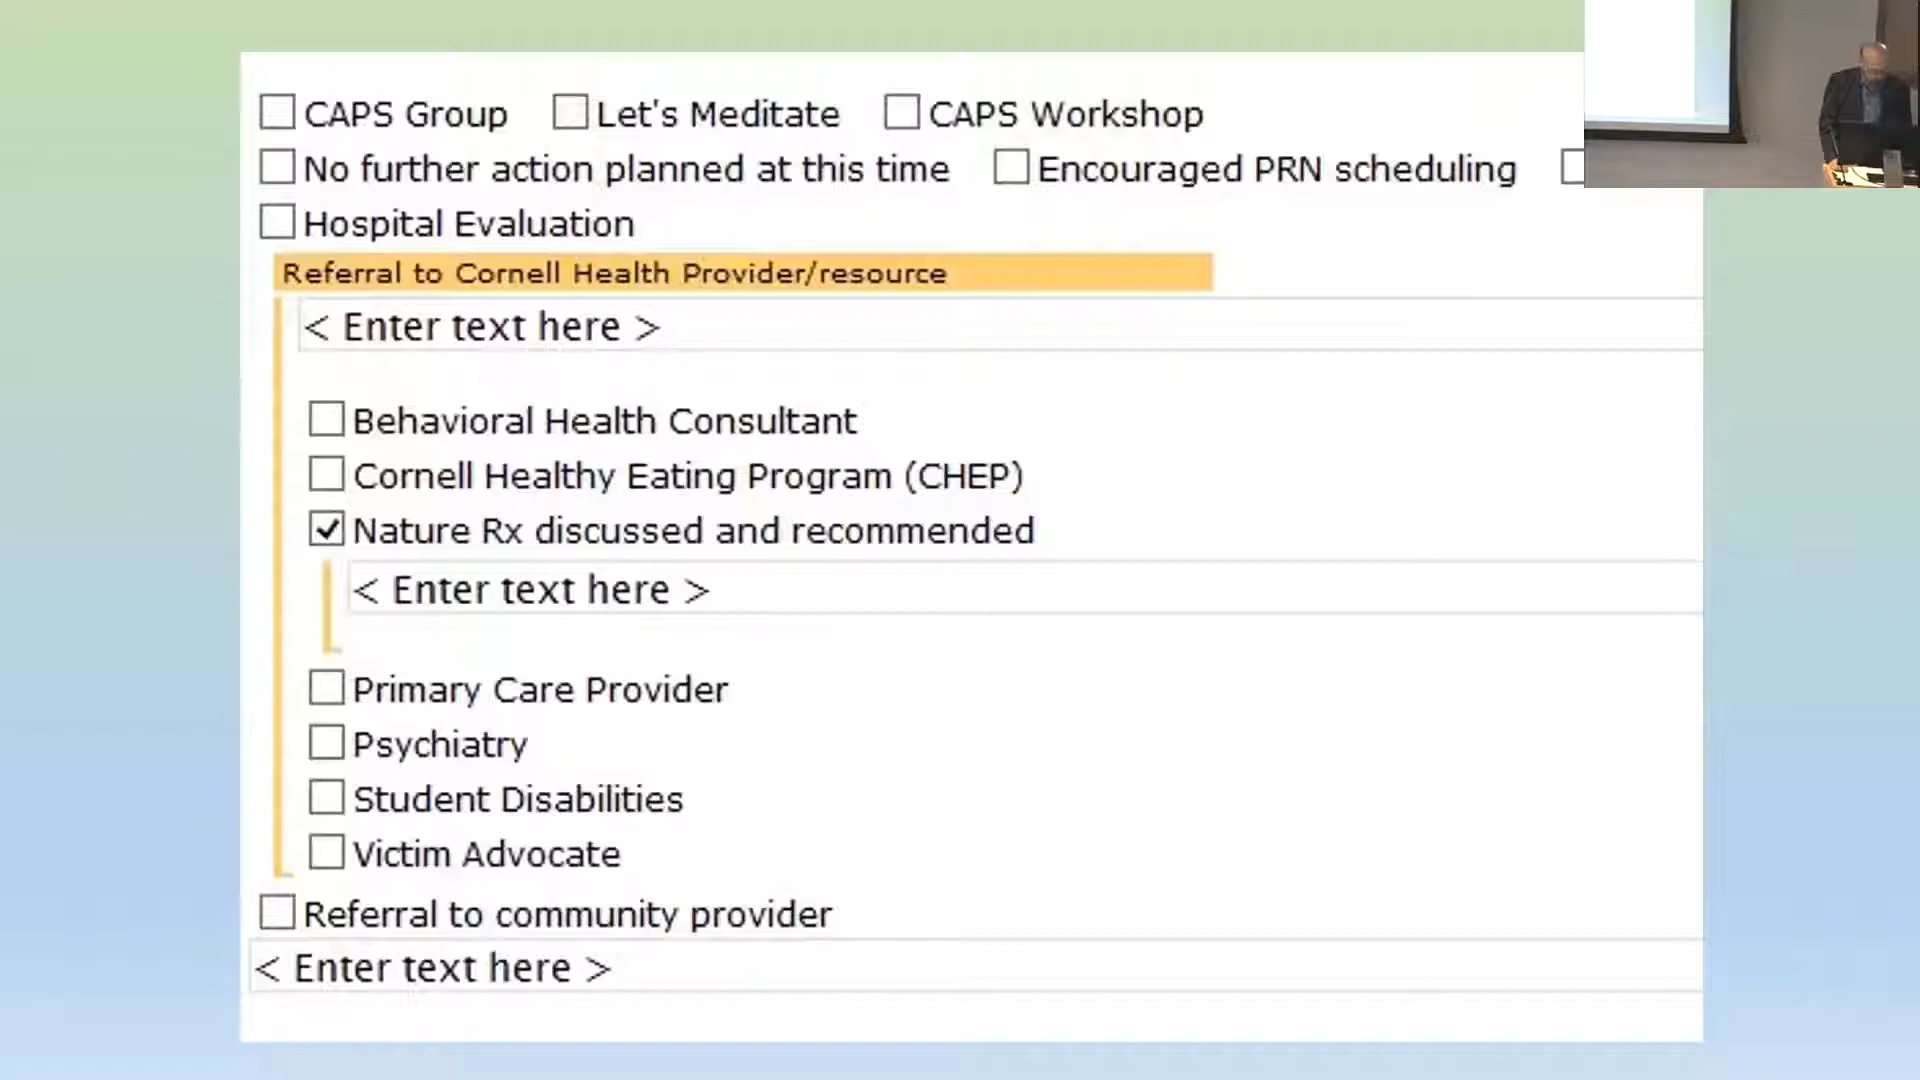 CAPS Group Let's Meditate CAPS Workshop
No further action planned at this time Encouraged PRN scheduling
Hospital Evaluation
Referral to Cornell Health Provider/resource
< Enter text here >
Behavioral Health Consultant
Cornell Healthy Eating Program (CHEP)
Nature Rx discussed and recommended
< Enter text here >
Primary Care Provider
Psychiatry
Student Disabilities
Victim Advocate
Referral to community provider
< Enter text here >